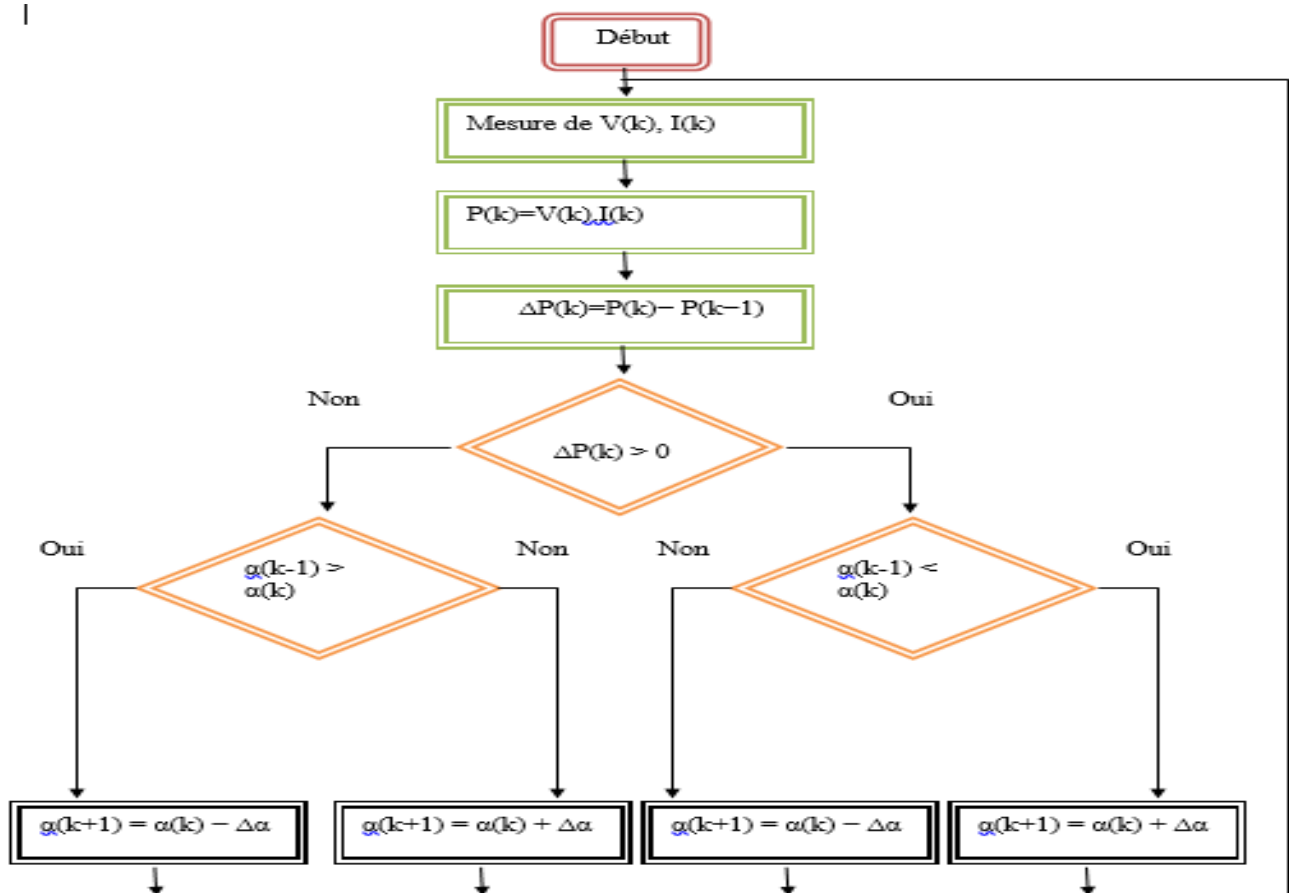 Début
Mesure de V(k), I(k)
P(k)=V(k).I(k)
ΔP(k)=P(k)− P(k−1)
Non
Oui
ΔP(k) > 0
Oui
α(k-1) >
α(k)
Non
Non
α(k-1) <
α(k)
Oui
α(k+1) = α(k) − Δα
α(k+1) = α(k) + Δα
α(k+1) = α(k) − Δα
α(k+1) = α(k) + Δα